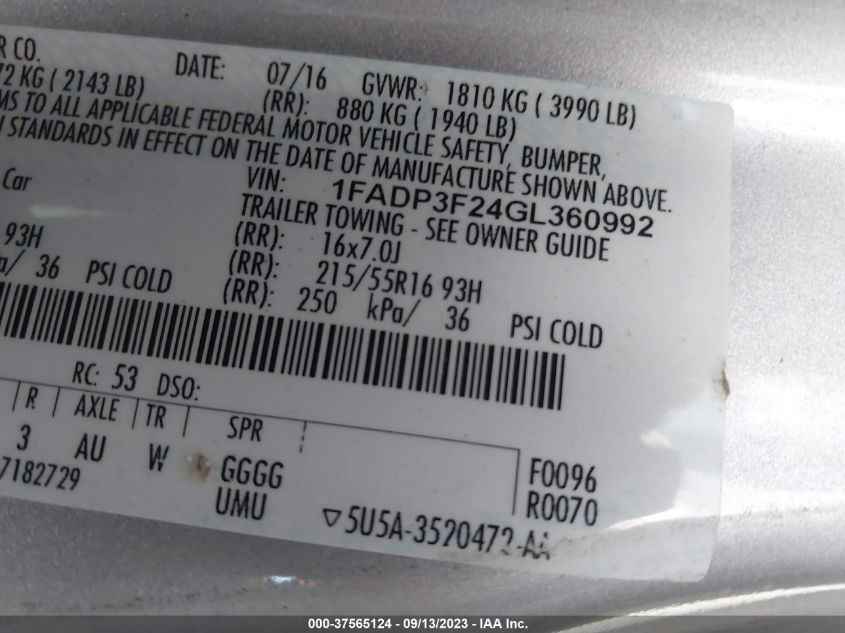 R CO.
DATE: 07/16 GVWR: 1810 KG ( 3990 LB)
72 KG ( 2143 LB) (RR): 880 KG ( 1940 LB)
MS TO ALL APPLICABLE FEDERAL MOTOR VEHICLE SAFETY, BUMPER,
STANDARDS IN EFFECT ON THE DATE OF MANUFACTURE SHOWN ABOVE.
VIN: 1FADP3F24GL360992
Car TRAILER TOWING - SEE OWNER GUIDE
(RR): 16x7.0J
93H (RR): 215/55R16 93H
a/ 36 PSI COLD (RR): 250 kPa/ 36 PSI COLD
RC: 53 DSO:
R AXLE TR SPR
3 AU W GGGG F0096
7182729 UMU R0070
5U5A-3520472-AA
000-37565124 - 09/13/2023 - IAA Inc.